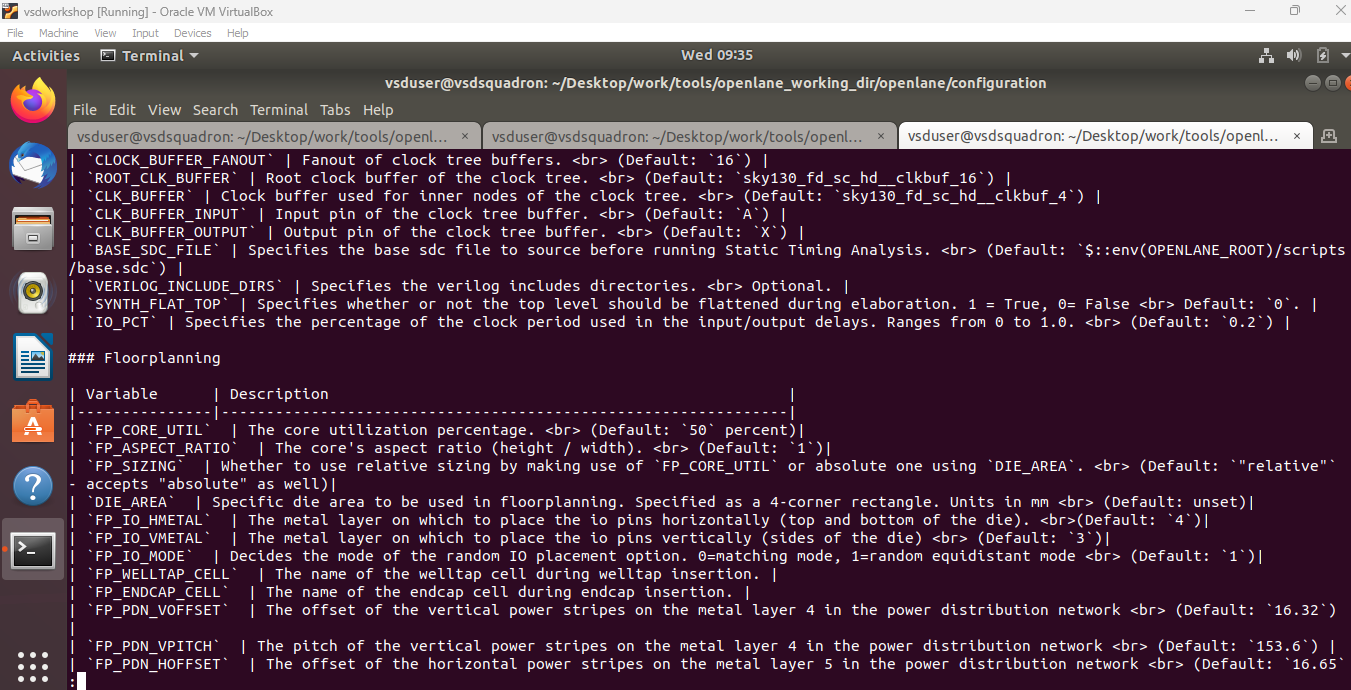 vsdworkshop [Running] - Oracle VM VirtualBox
File Machine View Input Devices Help
Activities Terminal Wed 09:35
vsduser@vsdsquadron: ~/Desktop/work/tools/openlane_working_dir/openlane/configuration
File Edit View Search Terminal Tabs Help
vsduser@vsdsquadron: ~/Desktop/work/tools/openl... × vsduser@vsdsquadron: ~/Desktop/work/tools/openl... × vsduser@vsdsquadron: ~/Desktop/work/tools/openl... ×
| `CLOCK_BUFFER_FANOUT` | Fanout of clock tree buffers. <br> (Default: `16`) |
| `ROOT_CLK_BUFFER` | Root clock buffer of the clock tree. <br> (Default: `sky130_fd_sc_hd__clkbuf_16`) |
| `CLK_BUFFER` | Clock buffer used for inner nodes of the clock tree. <br> (Default: `sky130_fd_sc_hd__clkbuf_4`) |
| `CLK_BUFFER_INPUT` | Input pin of the clock tree buffer. <br> (Default: `A`) |
| `CLK_BUFFER_OUTPUT` | Output pin of the clock tree buffer. <br> (Default: `X`) |
| `BASE_SDC_FILE` | Specifies the base sdc file to source before running Static Timing Analysis. <br> (Default: `$::env(OPENLANE_ROOT)/scripts
/base.sdc`) |
| `VERILOG_INCLUDE_DIRS` | Specifies the verilog includes directories. <br> Optional. |
| `SYNTH_FLAT_TOP` | Specifies whether or not the top level should be flattened during elaboration. 1 = True, 0= False <br> Default: `0`. |
| `IO_PCT` | Specifies the percentage of the clock period used in the input/output delays. Ranges from 0 to 1.0. <br> (Default: `0.2`) |
### Floorplanning
| Variable | Description |
|---------------|---------------------------------------------------------------|
| `FP_CORE_UTIL` | The core utilization percentage. <br> (Default: `50` percent)|
| `FP_ASPECT_RATIO` | The core's aspect ratio (height / width). <br> (Default: `1`)|
| `FP_SIZING` | Whether to use relative sizing by making use of `FP_CORE_UTIL` or absolute one using `DIE_AREA`. <br> (Default: `"relative"`
- accepts "absolute" as well)|
| `DIE_AREA` | Specific die area to be used in floorplanning. Specified as a 4-corner rectangle. Units in mm <br> (Default: unset)|
| `FP_IO_HMETAL` | The metal layer on which to place the io pins horizontally (top and bottom of the die). <br>(Default: `4`)|
| `FP_IO_VMETAL` | The metal layer on which to place the io pins vertically (sides of the die) <br> (Default: `3`)|
| `FP_IO_MODE` | Decides the mode of the random IO placement option. 0=matching mode, 1=random equidistant mode <br> (Default: `1`)|
| `FP_WELLTAP_CELL` | The name of the welltap cell during welltap insertion. |
| `FP_ENDCAP_CELL` | The name of the endcap cell during endcap insertion. |
| `FP_PDN_VOFFSET` | The offset of the vertical power stripes on the metal layer 4 in the power distribution network <br> (Default: `16.32`)
|
| `FP_PDN_VPITCH` | The pitch of the vertical power stripes on the metal layer 4 in the power distribution network <br> (Default: `153.6`) |
| `FP_PDN_HOFFSET` | The offset of the horizontal power stripes on the metal layer 5 in the power distribution network <br> (Default: `16.65`
: